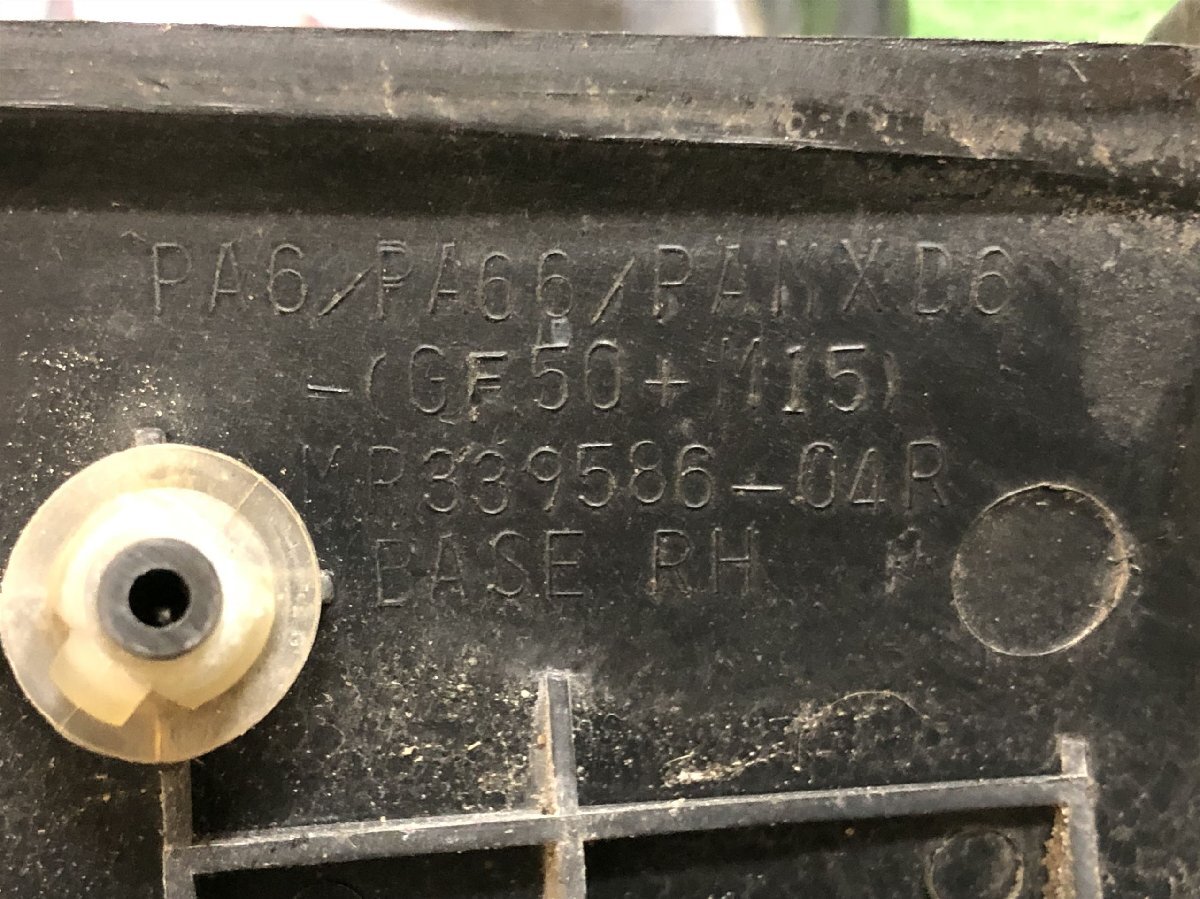 PA6/PA66/PAMXD6
-(GF50+M15)
MR339586-04R
BASE RH